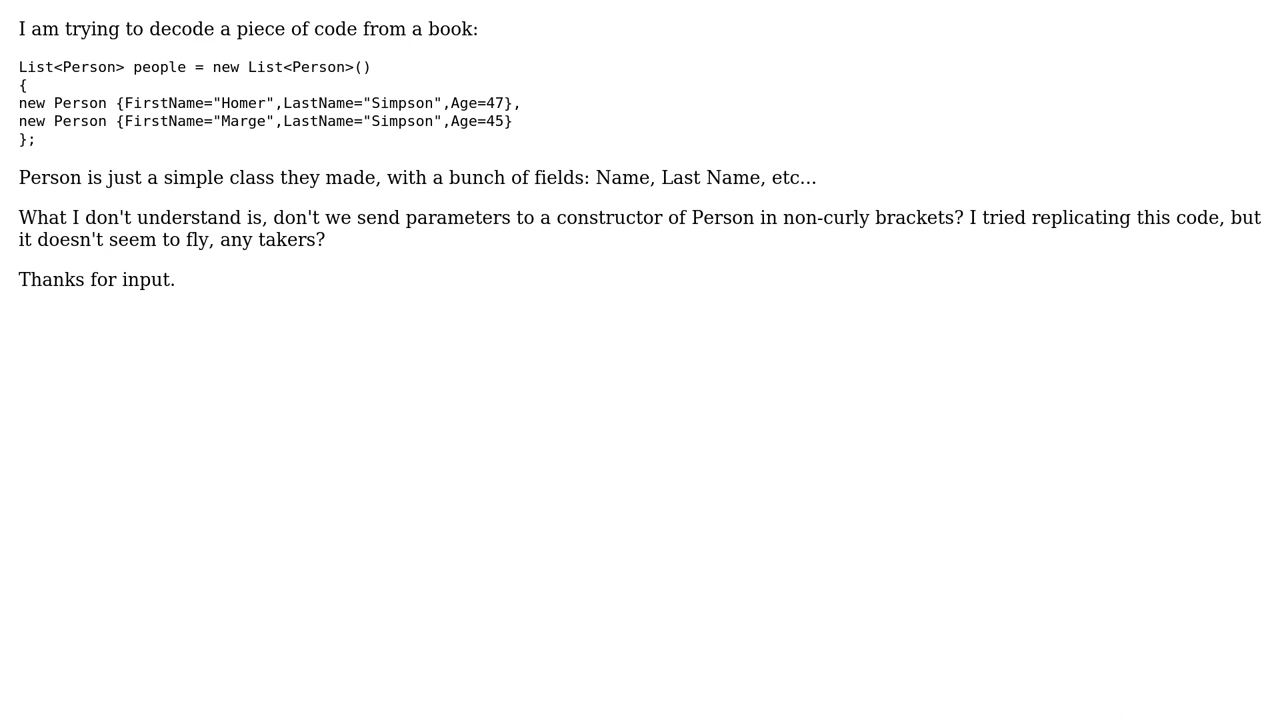 I am trying to decode a piece of code from a book:
List<Person> people = new List<Person>()
{
new Person {FirstName="Homer",LastName="Simpson",Age=47},
new Person {FirstName="Marge",LastName="Simpson",Age=45}
};
Person is just a simple class they made, with a bunch of fields: Name, Last Name, etc...
What I don't understand is, don't we send parameters to a constructor of Person in non-curly brackets? I tried replicating this code, but
it doesn't seem to fly, any takers?
Thanks for input.